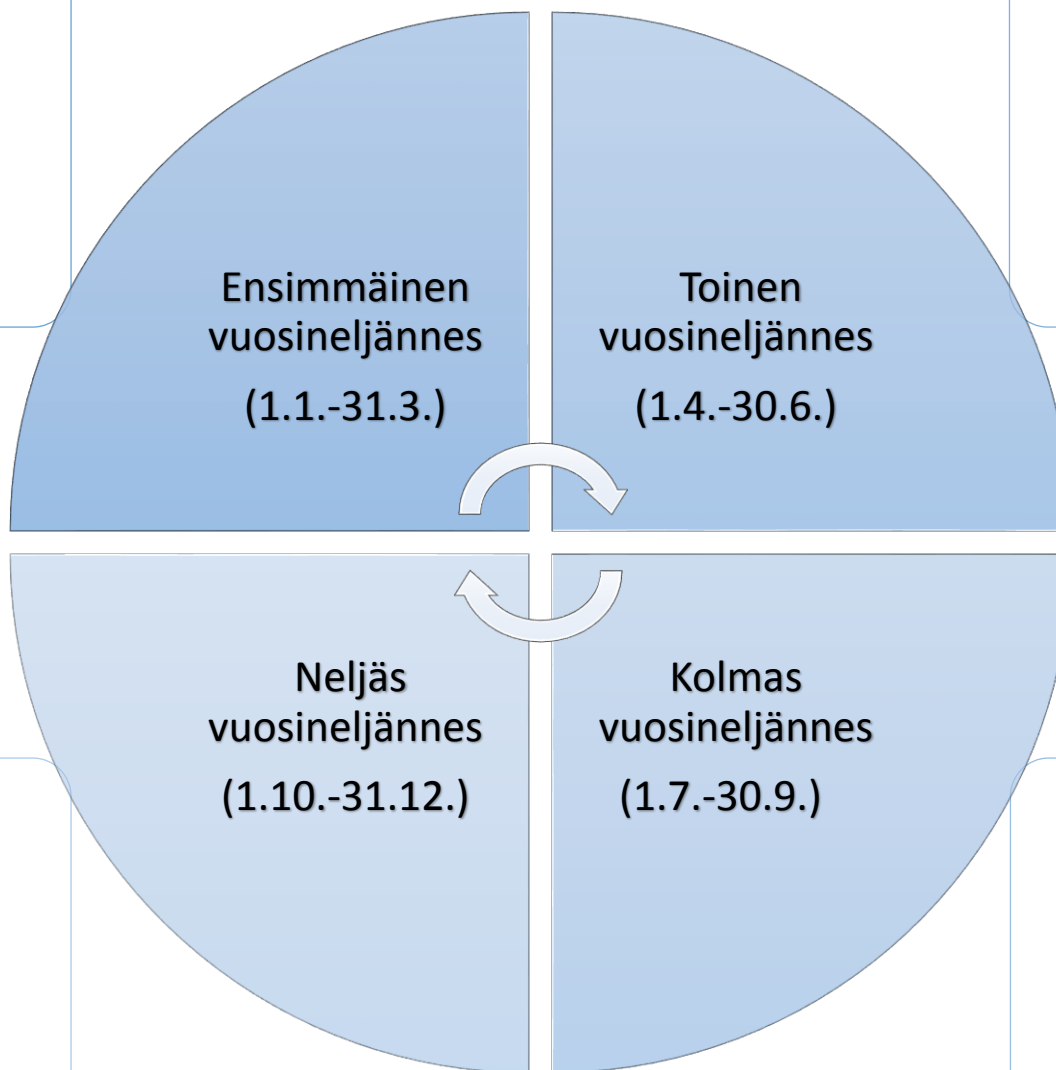 Ensimmäinen
vuosineljännes
(1.1.-31.3.)
Toinen
vuosineljännes
(1.4.-30.6.)
Neljäs
vuosineljännes
(1.10.-31.12.)
Kolmas
vuosineljännes
(1.7.-30.9.)